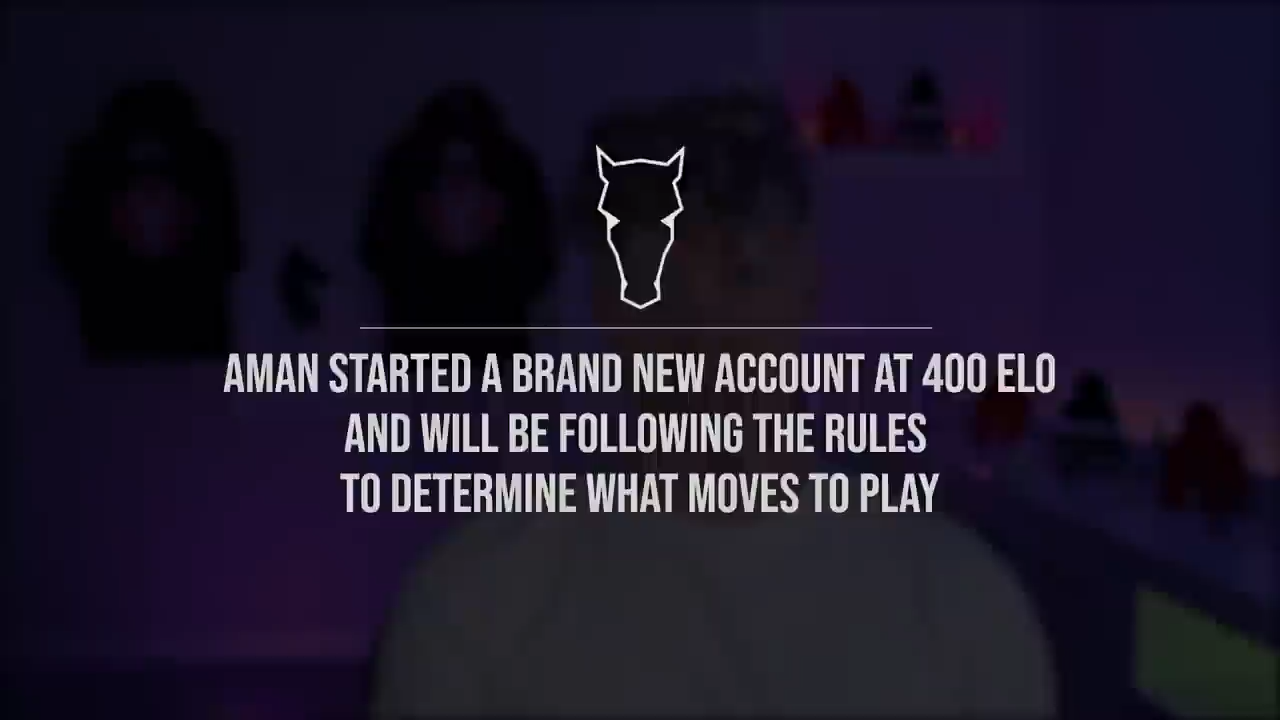 AMAN STARTED A BRAND NEW ACCOUNT AT 400 ELO
AND WILL BE FOLLOWING THE RULES
TO DETERMINE WHAT MOVES TO PLAY